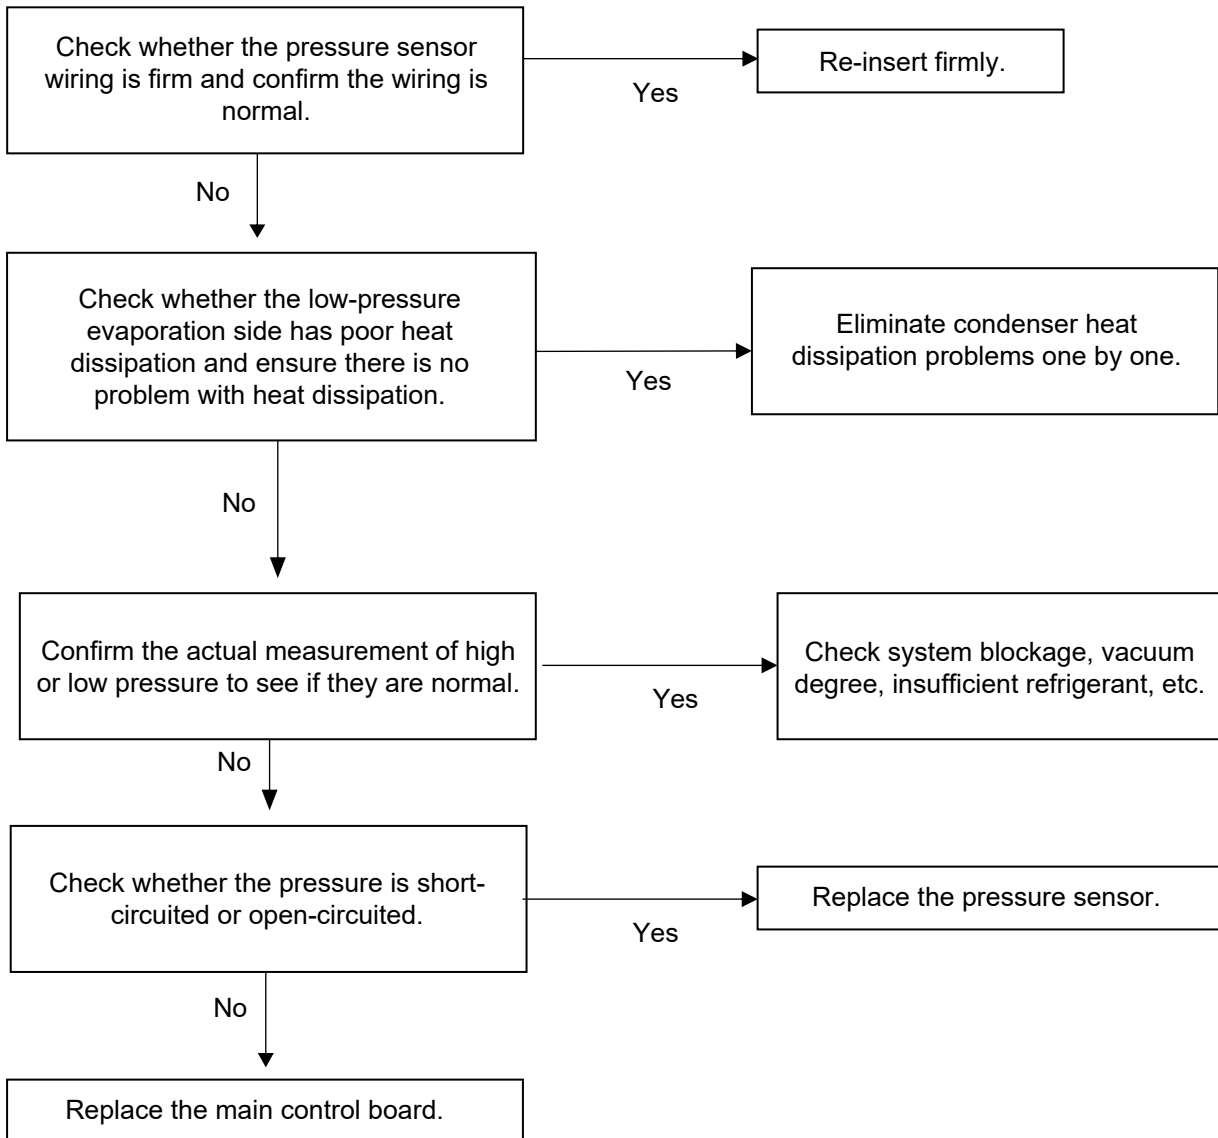 Check whether the pressure sensor
wiring is firm and confirm the wiring is
normal.
Yes
Re-insert firmly.
No
Check whether the low-pressure
evaporation side has poor heat
dissipation and ensure there is no
problem with heat dissipation.
Yes
Eliminate condenser heat
dissipation problems one by one.
No
Confirm the actual measurement of high
or low pressure to see if they are normal.
Yes
Check system blockage, vacuum
degree, insufficient refrigerant, etc.
No
Check whether the pressure is short-
circuited or open-circuited.
Yes
Replace the pressure sensor.
No
Replace the main control board.